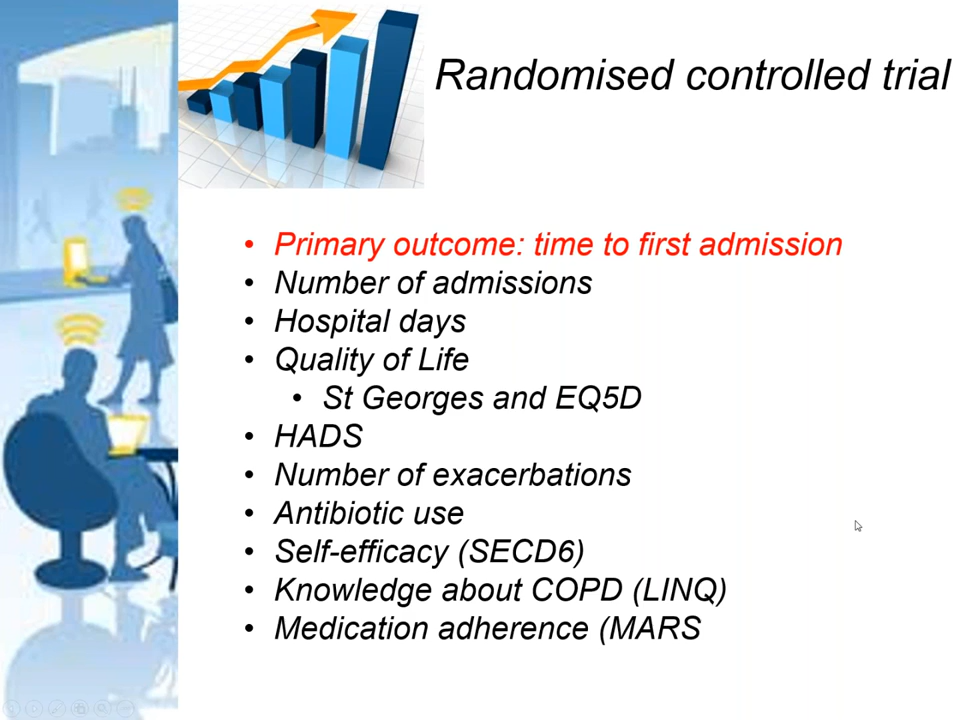 Randomised controlled trial
• Primary outcome: time to first admission
• Number of admissions
• Hospital days
• Quality of Life
• St Georges and EQ5D
• HADS
• Number of exacerbations
• Antibiotic use
• Self-efficacy (SECD6)
• Knowledge about COPD (LINQ)
• Medication adherence (MARS